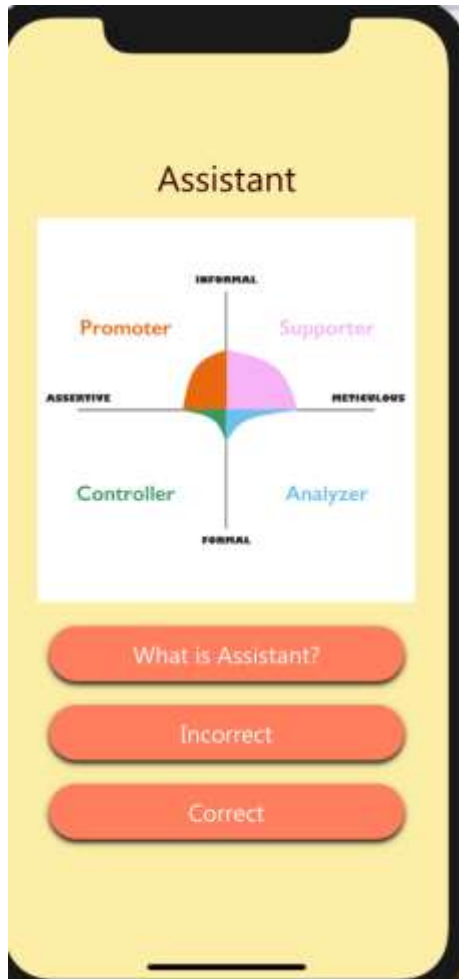 Assistant
INFORMAL
Promoter Supporter
ASSERTIVE METICULOUS
Controller Analyzer
FORMAL
What is Assistant?
Incorrect
Correct